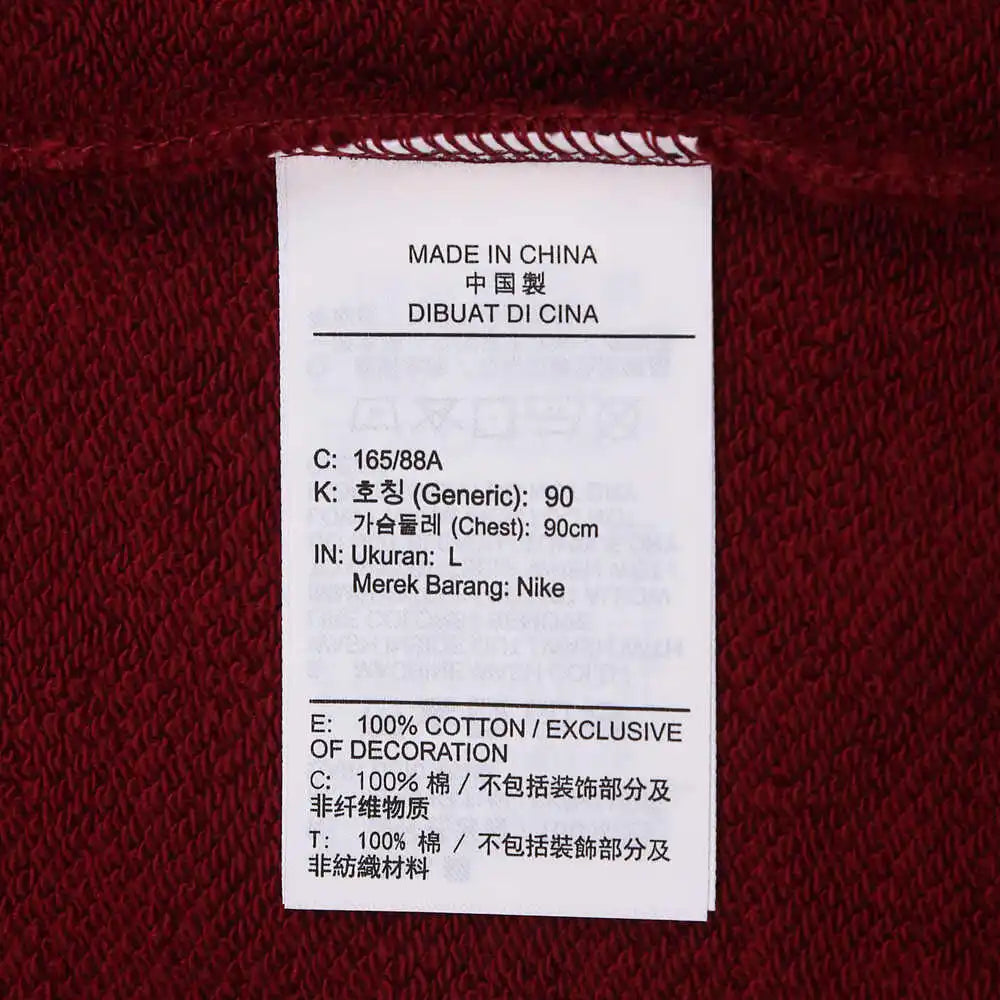 MADE IN CHINA
中国製
DIBUAT DI CINA
C: 165/88A
K: 호칭 (Generic): 90
가슴둘레 (Chest): 90cm
IN: Ukuran: L
Merek Barang: Nike
E: 100% COTTON / EXCLUSIVE
OF DECORATION
C: 100% 棉 / 不包括装饰部分及
非纤维物质
T: 100% 棉 / 不包括裝飾部分及
非紡織材料